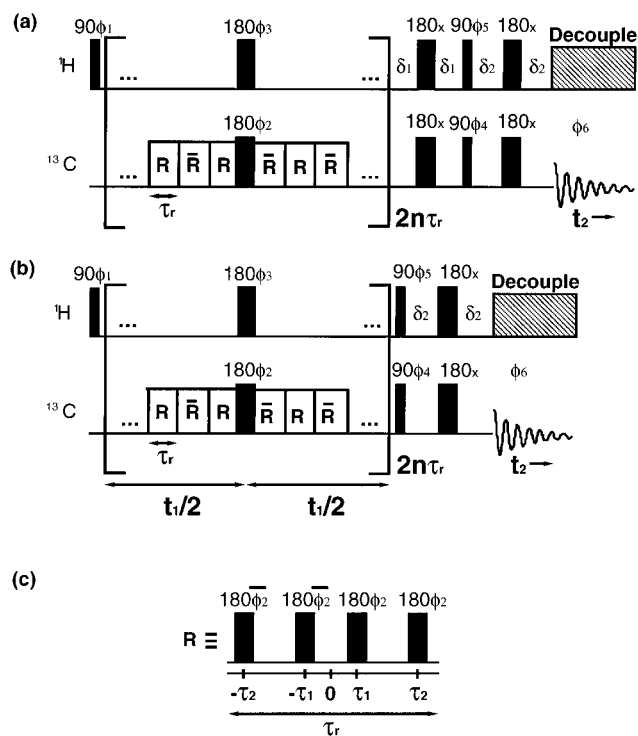 (a)
90ϕ₁ 180ϕ₃ 180x 90ϕ₅ 180x Decouple
¹H ... ... δ₁ δ₁ δ₂ δ₂
180ϕ₂ 180x 90ϕ₄ 180x ϕ₆
¹³C ... R R̄ R R̄ R R̄ ...
τᵣ 2nτᵣ t₂
(b)
90ϕ₁ 180ϕ₃ 90ϕ₅ 180x Decouple
¹H ... ... δ₂ δ₂
180ϕ₂ 90ϕ₄ 180x ϕ₆
¹³C ... R R̄ R R̄ R R̄ ...
τᵣ 2nτᵣ t₂
t₁/2 t₁/2
(c)
180ϕ̄₂ 180ϕ̄₂ 180ϕ₂ 180ϕ₂
R ≡
-τ₂ -τ₁ 0 τ₁ τ₂
τᵣ